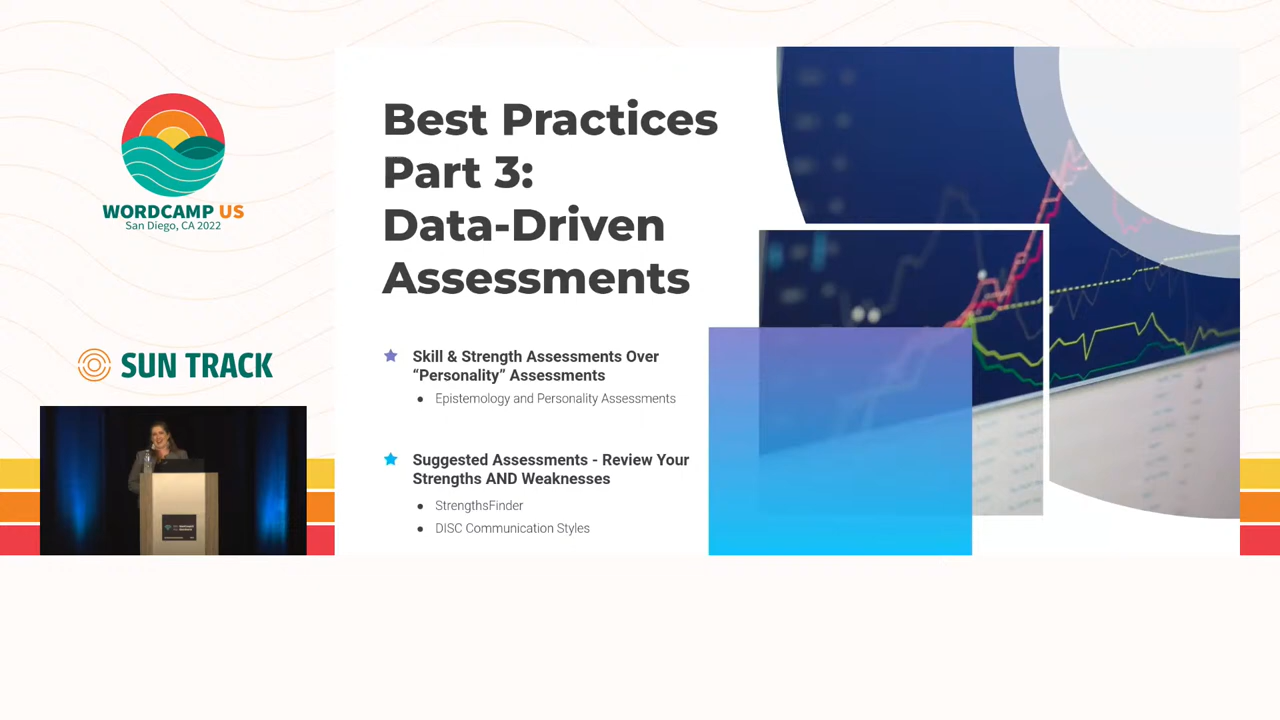 WORDCAMP US
San Diego, CA 2022
SUN TRACK
Best Practices
Part 3:
Data-Driven
Assessments
Skill & Strength Assessments Over
“Personality” Assessments
Epistemology and Personality Assessments
Suggested Assessments - Review Your
Strengths AND Weaknesses
StrengthsFinder
DISC Communication Styles